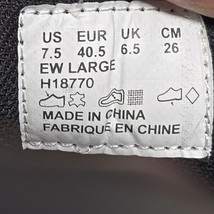 US EUR UK CM
7.5 40.5 6.5 26
EW LARGE
H18770
MADE IN CHINA
FABRIQUE EN CHINE